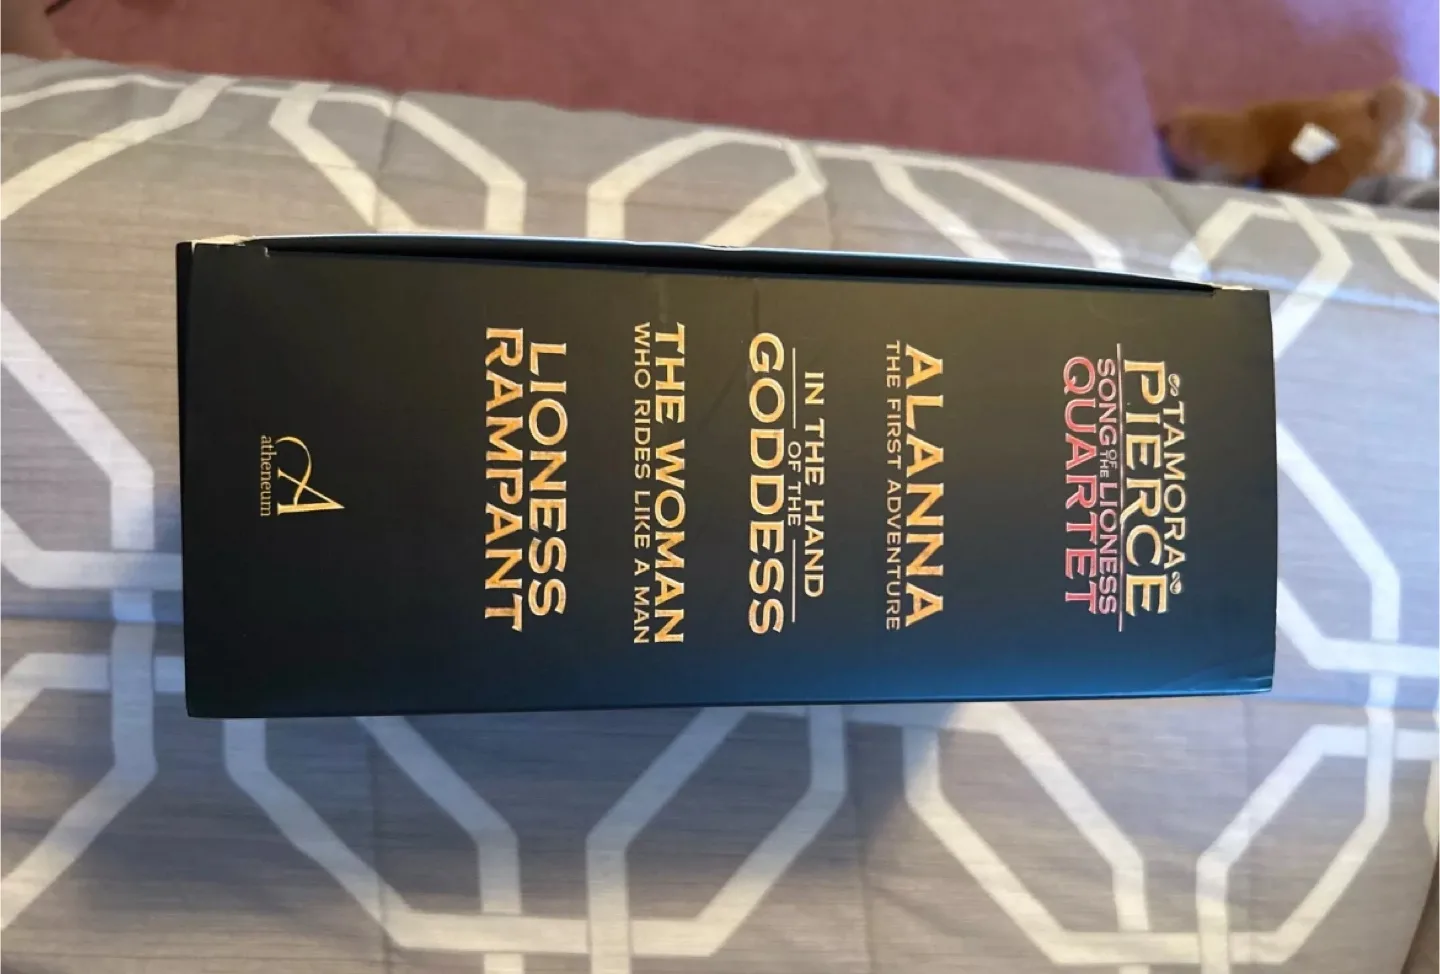 TAMORA
PIERCE
SONG OF THE LIONESS
QUARTET
ALANNA
THE FIRST ADVENTURE
IN THE HAND
OF THE
GODDESS
THE WOMAN
WHO RIDES LIKE A MAN
LIONESS
RAMPANT
A
atheneum